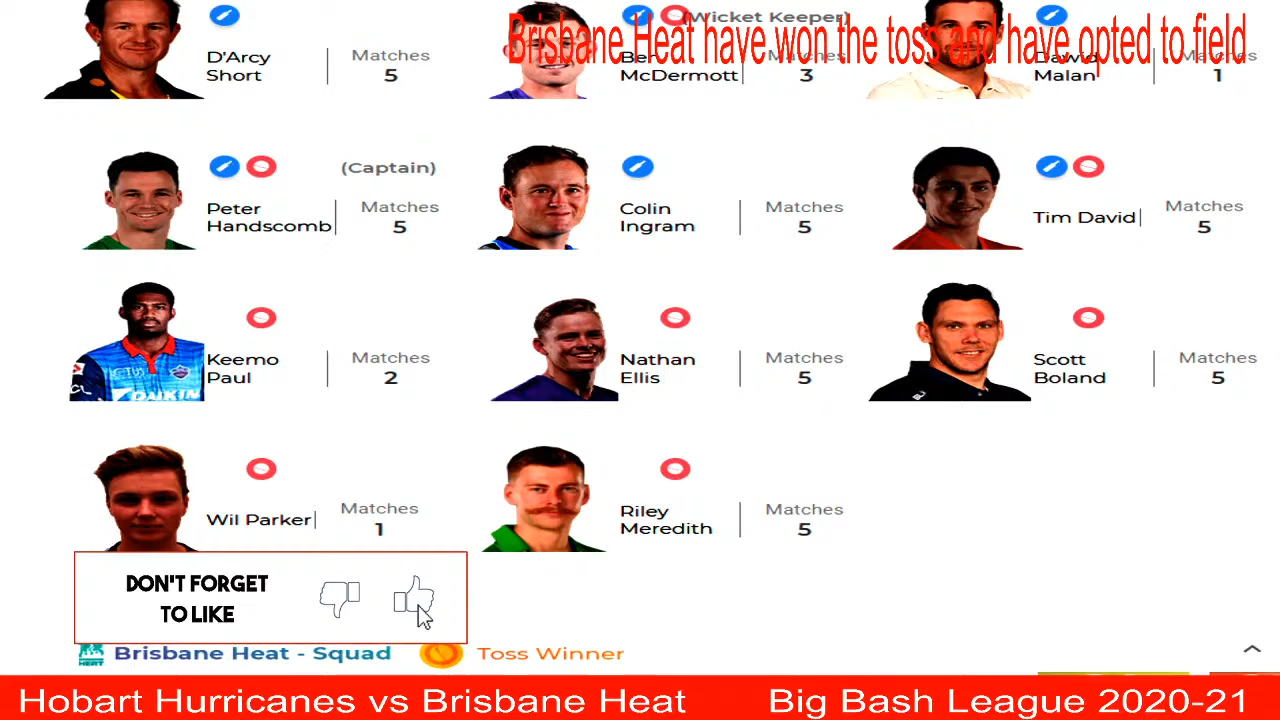 Brisbane Heat have won the toss and have opted to field
(Wicket Keeper)
D'Arcy
Short
Matches
5
Ben
McDermott
Matches
3
Dawid
Malan
Matches
1
(Captain)
Peter
Handscomb
Matches
5
Colin
Ingram
Matches
5
Tim David
Matches
5
Keemo
Paul
Matches
2
DAIKIN
Nathan
Ellis
Matches
5
Scott
Boland
Matches
5
Wil Parker
Matches
1
Riley
Meredith
Matches
5
DON'T FORGET
TO LIKE
HEAT
Brisbane Heat - Squad
Toss Winner
Hobart Hurricanes vs Brisbane Heat
Big Bash League 2020-21